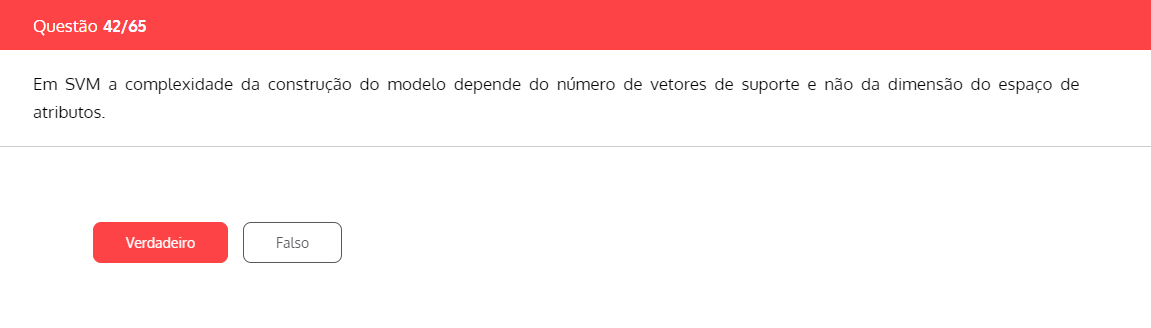 Questão 42/65
Em SVM a complexidade da construção do modelo depende do número de vetores de suporte e não da dimensão do espaço de
atributos.
Verdadeiro
Falso